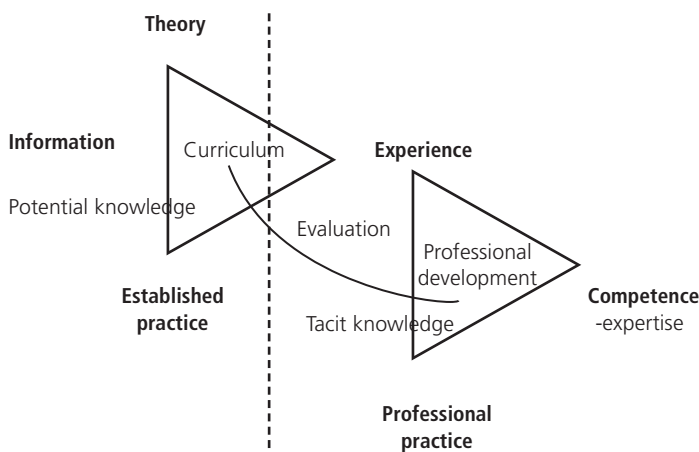 Theory
Information
Curriculum
Experience
Potential knowledge
Evaluation
Professional
development
Established
practice
Tacit knowledge
Competence
-expertise
Professional
practice